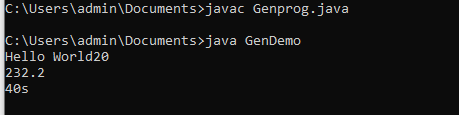 C:\Users\admin\Documents>javac Genprog.java
C:\Users\admin\Documents>java GenDemo
Hello World20
232.2
40s